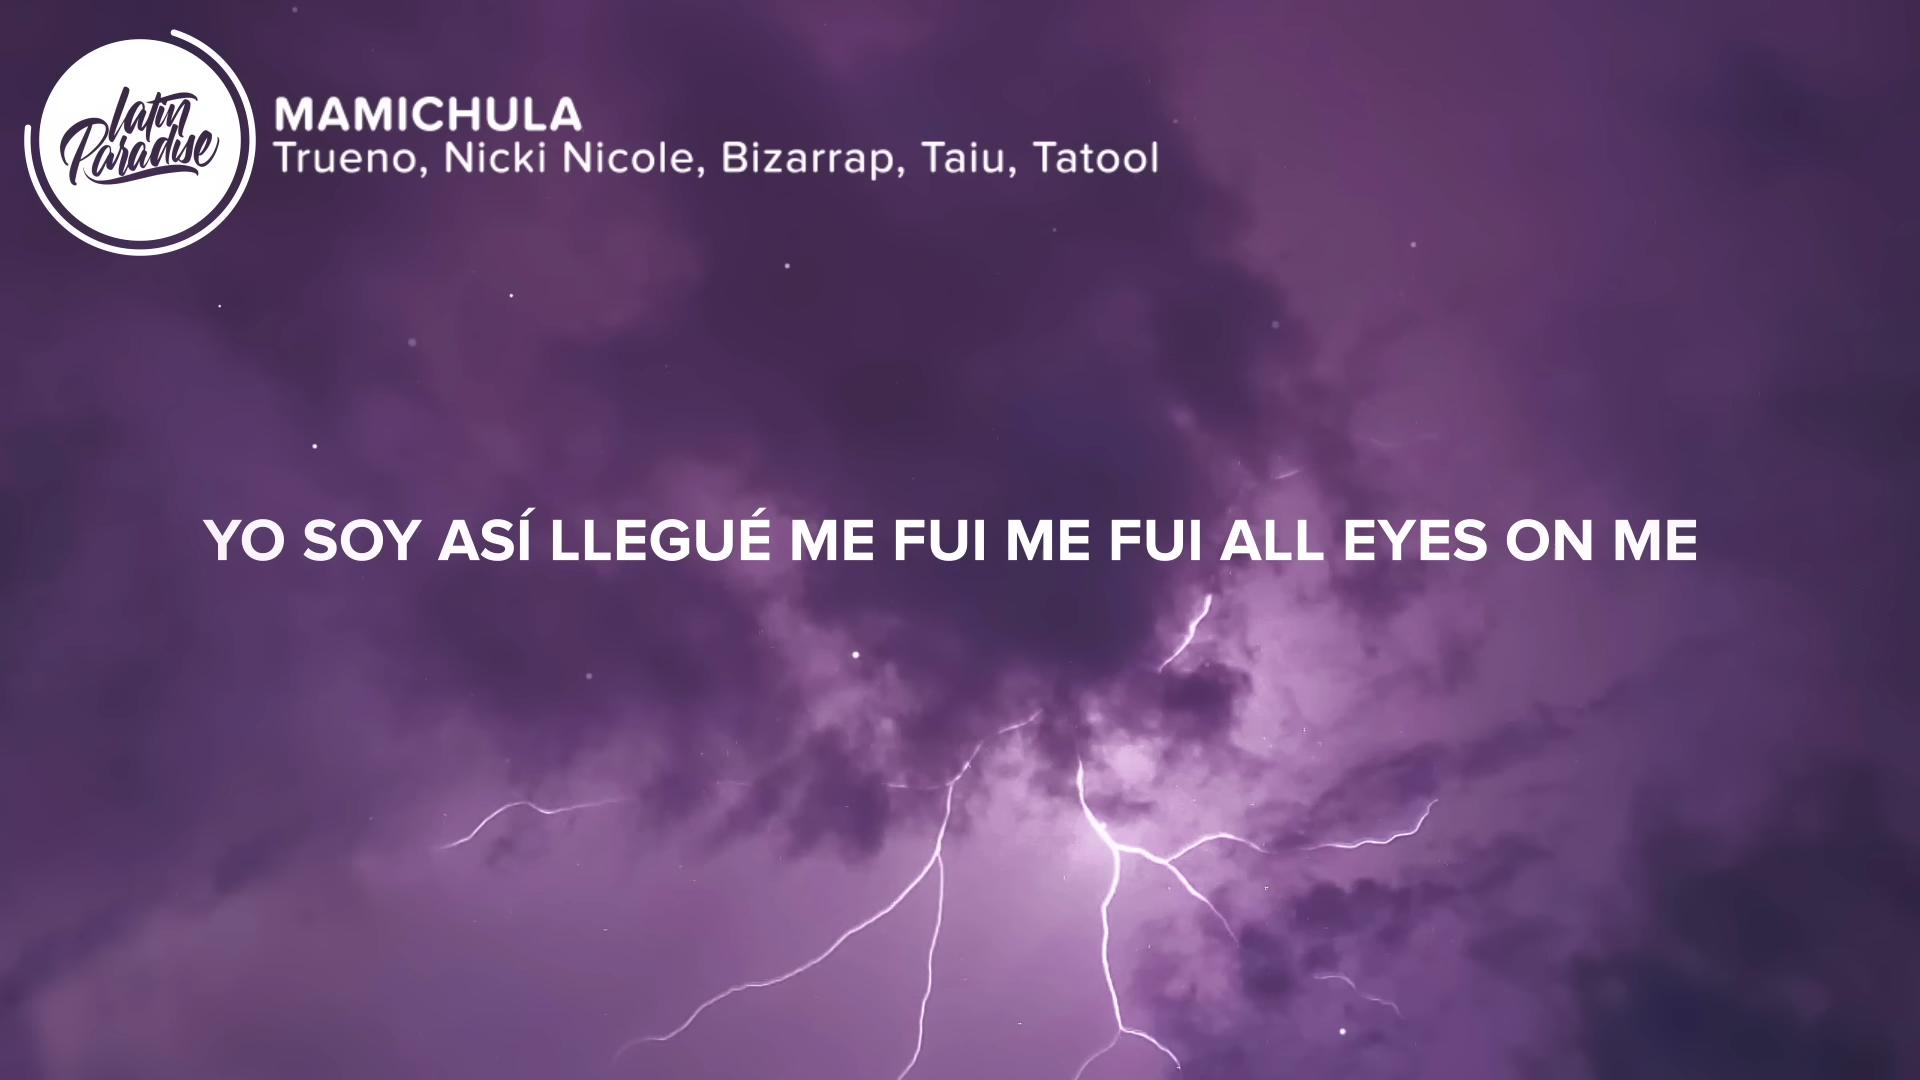 latin
Paradise
MAMICHULA
Trueno, Nicki Nicole, Bizarrap, Taiu, Tatool
YO SOY ASÍ LLEGUÉ ME FUI ME FUI ALL EYES ON ME